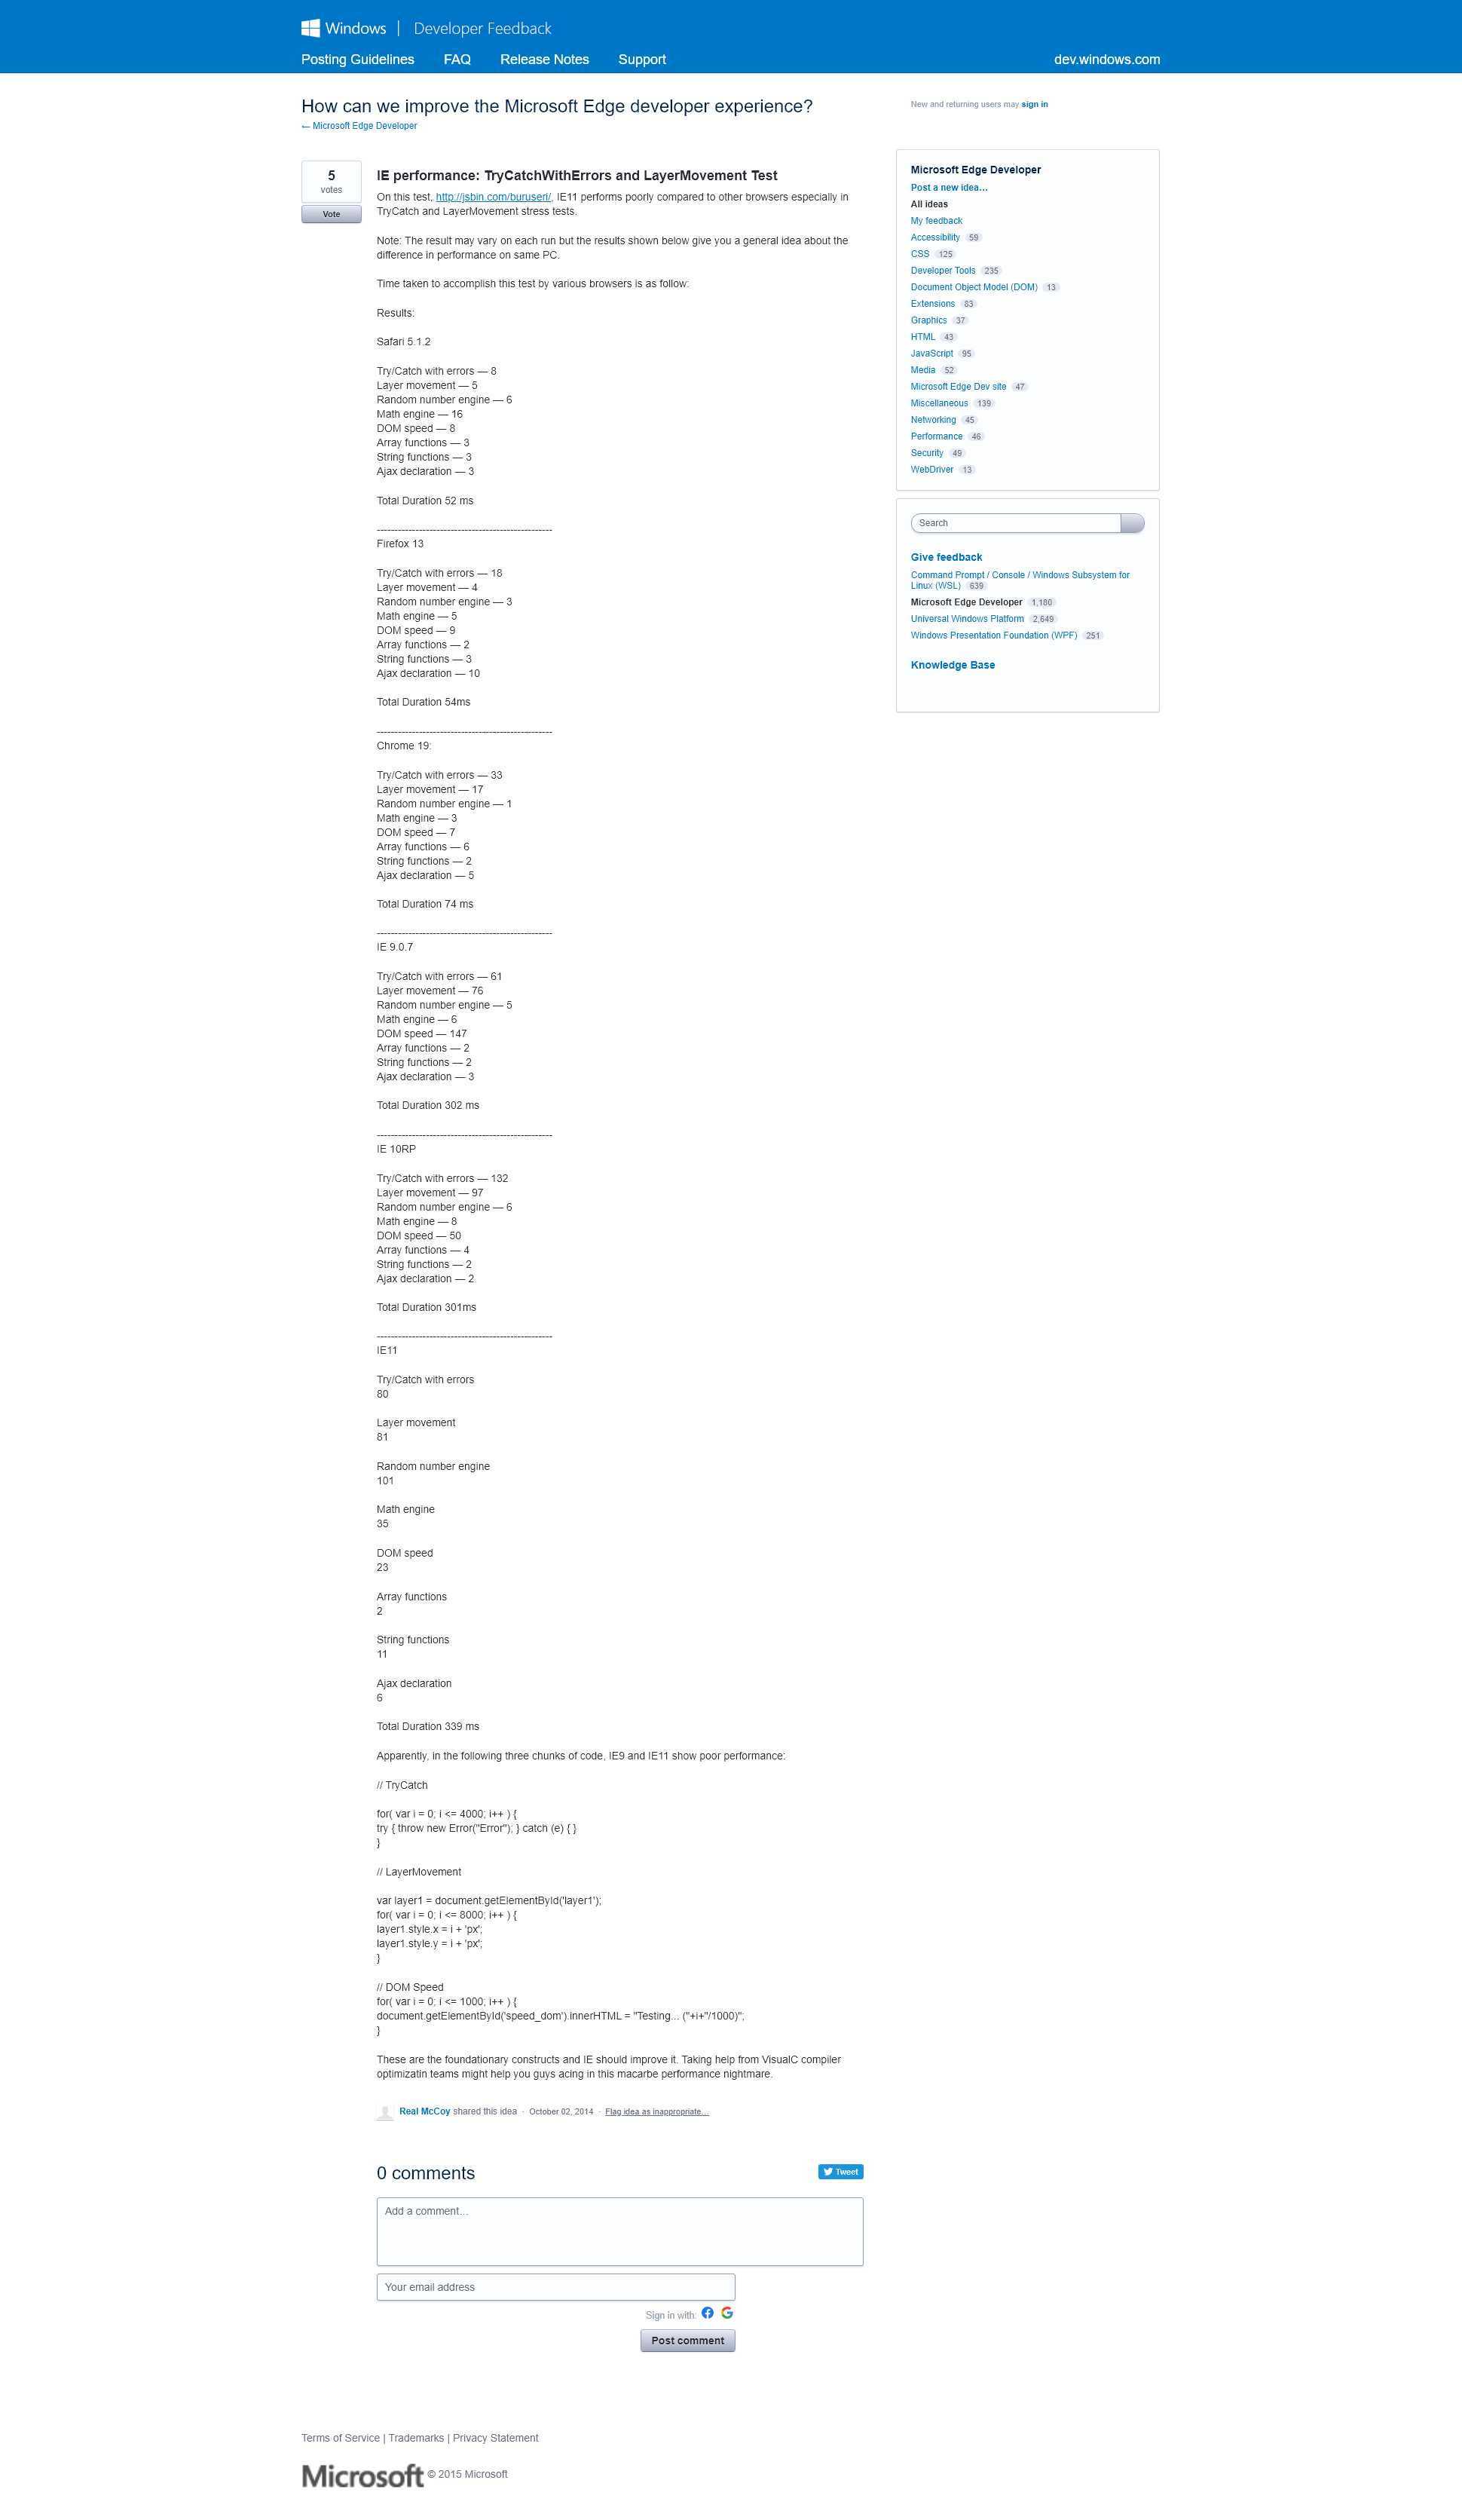 Windows | Developer Feedback
Posting Guidelines FAQ Release Notes Support dev.windows.com
How can we improve the Microsoft Edge developer experience?
← Microsoft Edge Developer
5
votes
Vote
IE performance: TryCatchWithErrors and LayerMovement Test
On this test, http://jsbin.com/buruseri/, IE11 performs poorly compared to other browsers especially in
TryCatch and LayerMovement stress tests.
Note: The result may vary on each run but the results shown below give you a general idea about the
difference in performance on same PC.
Time taken to accomplish this test by various browsers is as follow:
Results:
Safari 5.1.2
Try/Catch with errors — 8
Layer movement — 5
Random number engine — 6
Math engine — 16
DOM speed — 8
Array functions — 3
String functions — 3
Ajax declaration — 3
Total Duration 52 ms
--------------------------------------------------
Firefox 13
Try/Catch with errors — 18
Layer movement — 4
Random number engine — 3
Math engine — 5
DOM speed — 9
Array functions — 2
String functions — 3
Ajax declaration — 10
Total Duration 54ms
--------------------------------------------------
Chrome 19:
Try/Catch with errors — 33
Layer movement — 17
Random number engine — 1
Math engine — 3
DOM speed — 7
Array functions — 6
String functions — 2
Ajax declaration — 5
Total Duration 74 ms
--------------------------------------------------
IE 9.0.7
Try/Catch with errors — 61
Layer movement — 76
Random number engine — 5
Math engine — 6
DOM speed — 147
Array functions — 2
String functions — 2
Ajax declaration — 3
Total Duration 302 ms
--------------------------------------------------
IE 10RP
Try/Catch with errors — 132
Layer movement — 97
Random number engine — 6
Math engine — 8
DOM speed — 50
Array functions — 4
String functions — 2
Ajax declaration — 2
Total Duration 301ms
--------------------------------------------------
IE11
Try/Catch with errors
80
Layer movement
81
Random number engine
101
Math engine
35
DOM speed
23
Array functions
2
String functions
11
Ajax declaration
6
Total Duration 339 ms
Apparently, in the following three chunks of code, IE9 and IE11 show poor performance:
// TryCatch
for( var i = 0; i <= 4000; i++ ) {
try { throw new Error("Error"); } catch (e) { }
}
// LayerMovement
var layer1 = document.getElementById('layer1');
for( var i = 0; i <= 8000; i++ ) {
layer1.style.x = i + 'px';
layer1.style.y = i + 'px';
}
// DOM Speed
for( var i = 0; i <= 1000; i++ ) {
document.getElementById('speed_dom').innerHTML = "Testing... ("+i+"/1000)";
}
These are the foundationary constructs and IE should improve it. Taking help from VisualC compiler
optimizatin teams might help you guys acing in this macarbe performance nightmare.
Real McCoy shared this idea · October 02, 2014 · Flag idea as inappropriate…
0 comments
Tweet
Add a comment…
Your email address
Sign in with:
Post comment
New and returning users may sign in
Microsoft Edge Developer
Post a new idea…
All ideas
My feedback
Accessibility 59
CSS 125
Developer Tools 235
Document Object Model (DOM) 13
Extensions 83
Graphics 37
HTML 43
JavaScript 95
Media 52
Microsoft Edge Dev site 47
Miscellaneous 139
Networking 45
Performance 46
Security 49
WebDriver 13
Search
Give feedback
Command Prompt / Console / Windows Subsystem for
Linux (WSL) 639
Microsoft Edge Developer 1,180
Universal Windows Platform 2,649
Windows Presentation Foundation (WPF) 251
Knowledge Base
Terms of Service | Trademarks | Privacy Statement
Microsoft © 2015 Microsoft